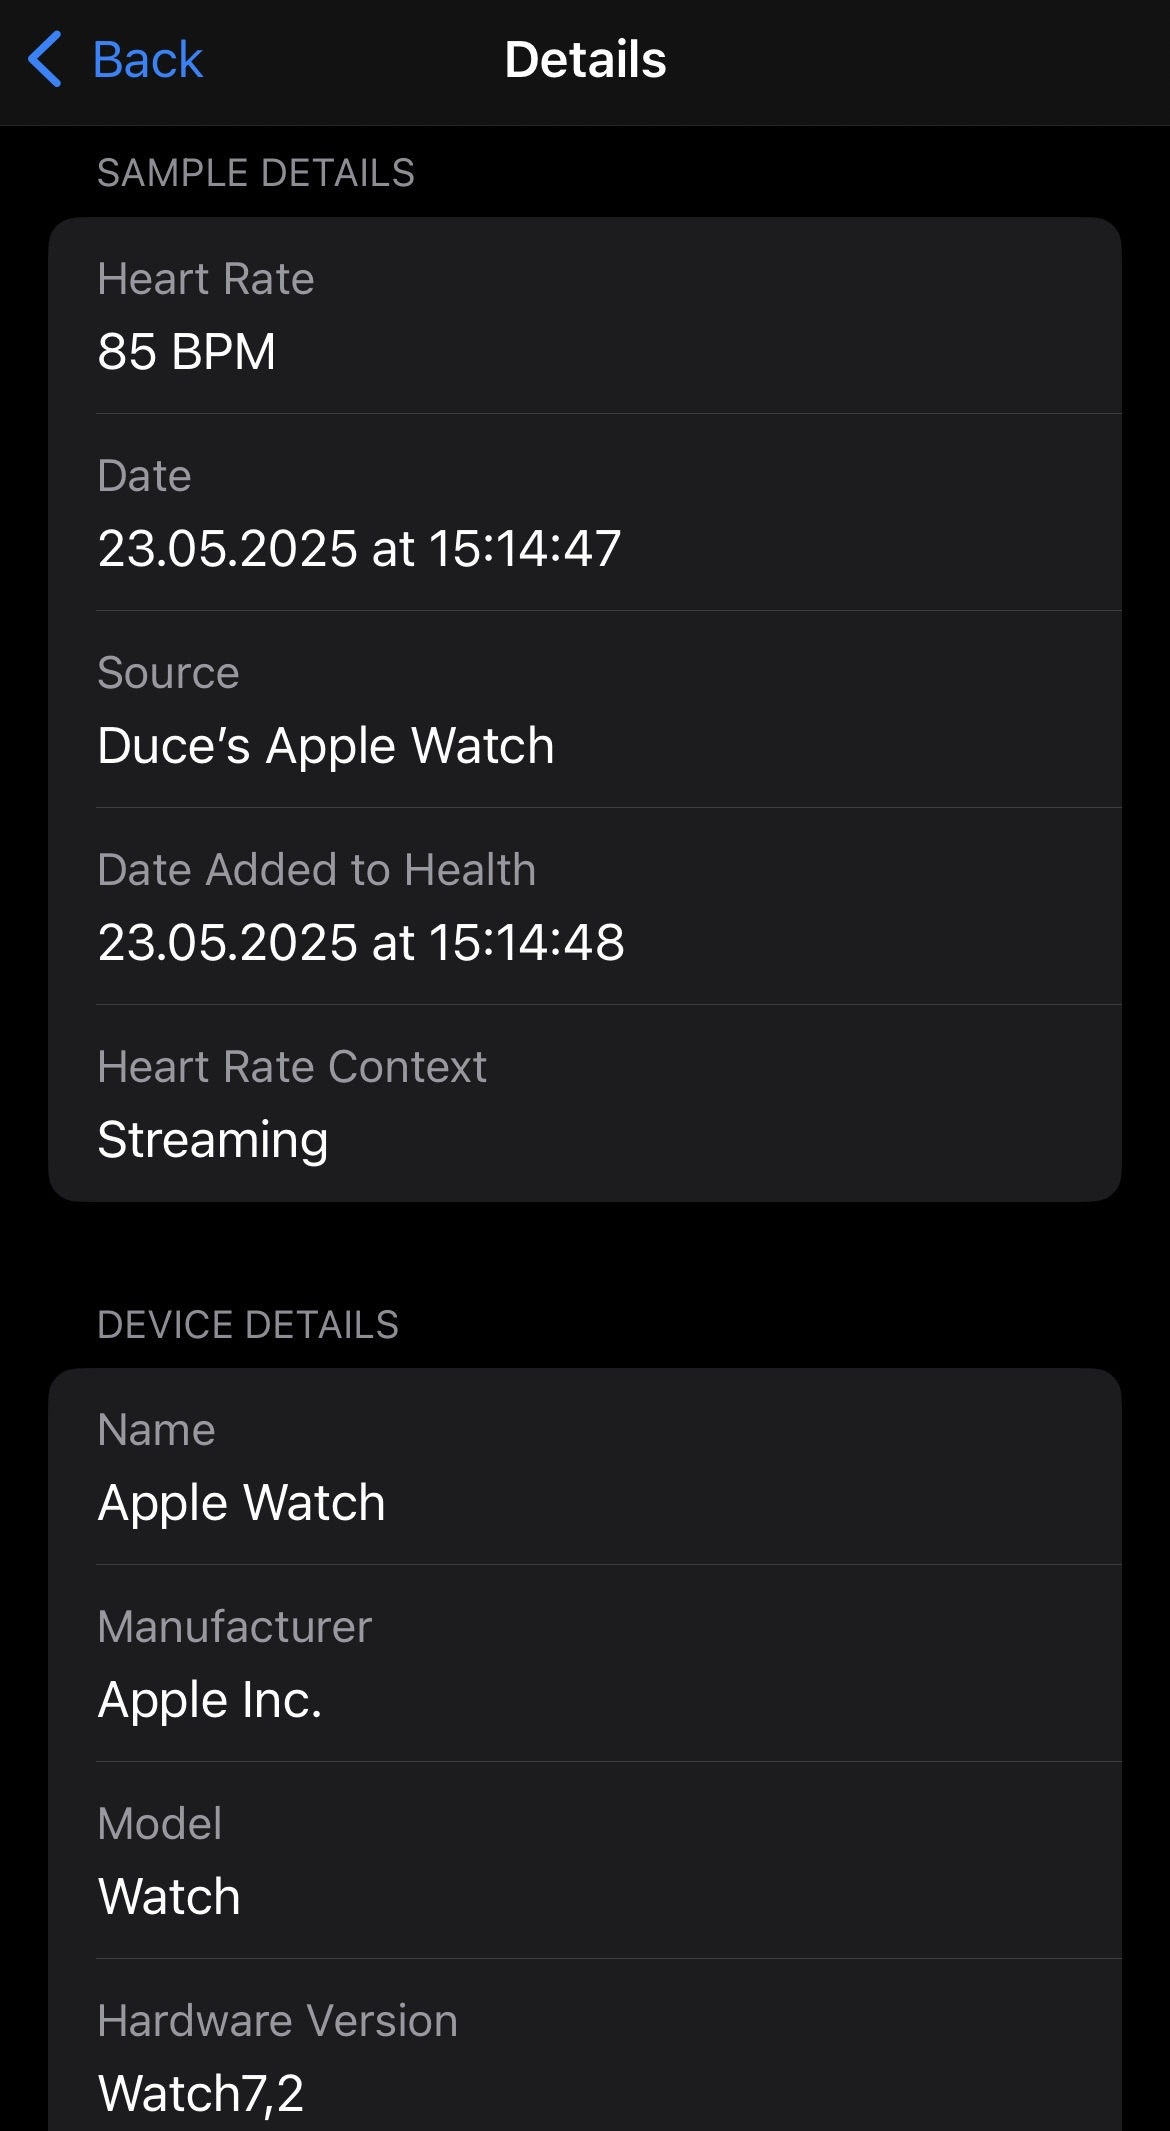 Back
Details
SAMPLE DETAILS
Heart Rate
85 BPM
Date
23.05.2025 at 15:14:47
Source
Duce’s Apple Watch
Date Added to Health
23.05.2025 at 15:14:48
Heart Rate Context
Streaming
DEVICE DETAILS
Name
Apple Watch
Manufacturer
Apple Inc.
Model
Watch
Hardware Version
Watch7,2